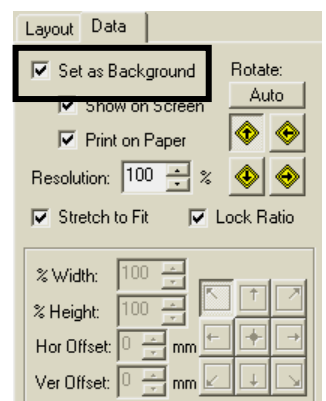 Layout Data
Set as Background Rotate:
Show on Screen Auto
Print on Paper
Resolution: 100 %
Stretch to Fit Lock Ratio
% Width: 100
% Height: 100
Hor Offset: 0 mm
Ver Offset: 0 mm